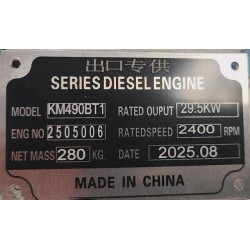 出口专供
SERIES DIESEL ENGINE
MODEL KM490BT1 RATED OUPUT 29.5KW
ENG NO 2505006 RATEDSPEED 2400 RPM
NET MASS 280 KG. DATE 2025.08
MADE IN CHINA